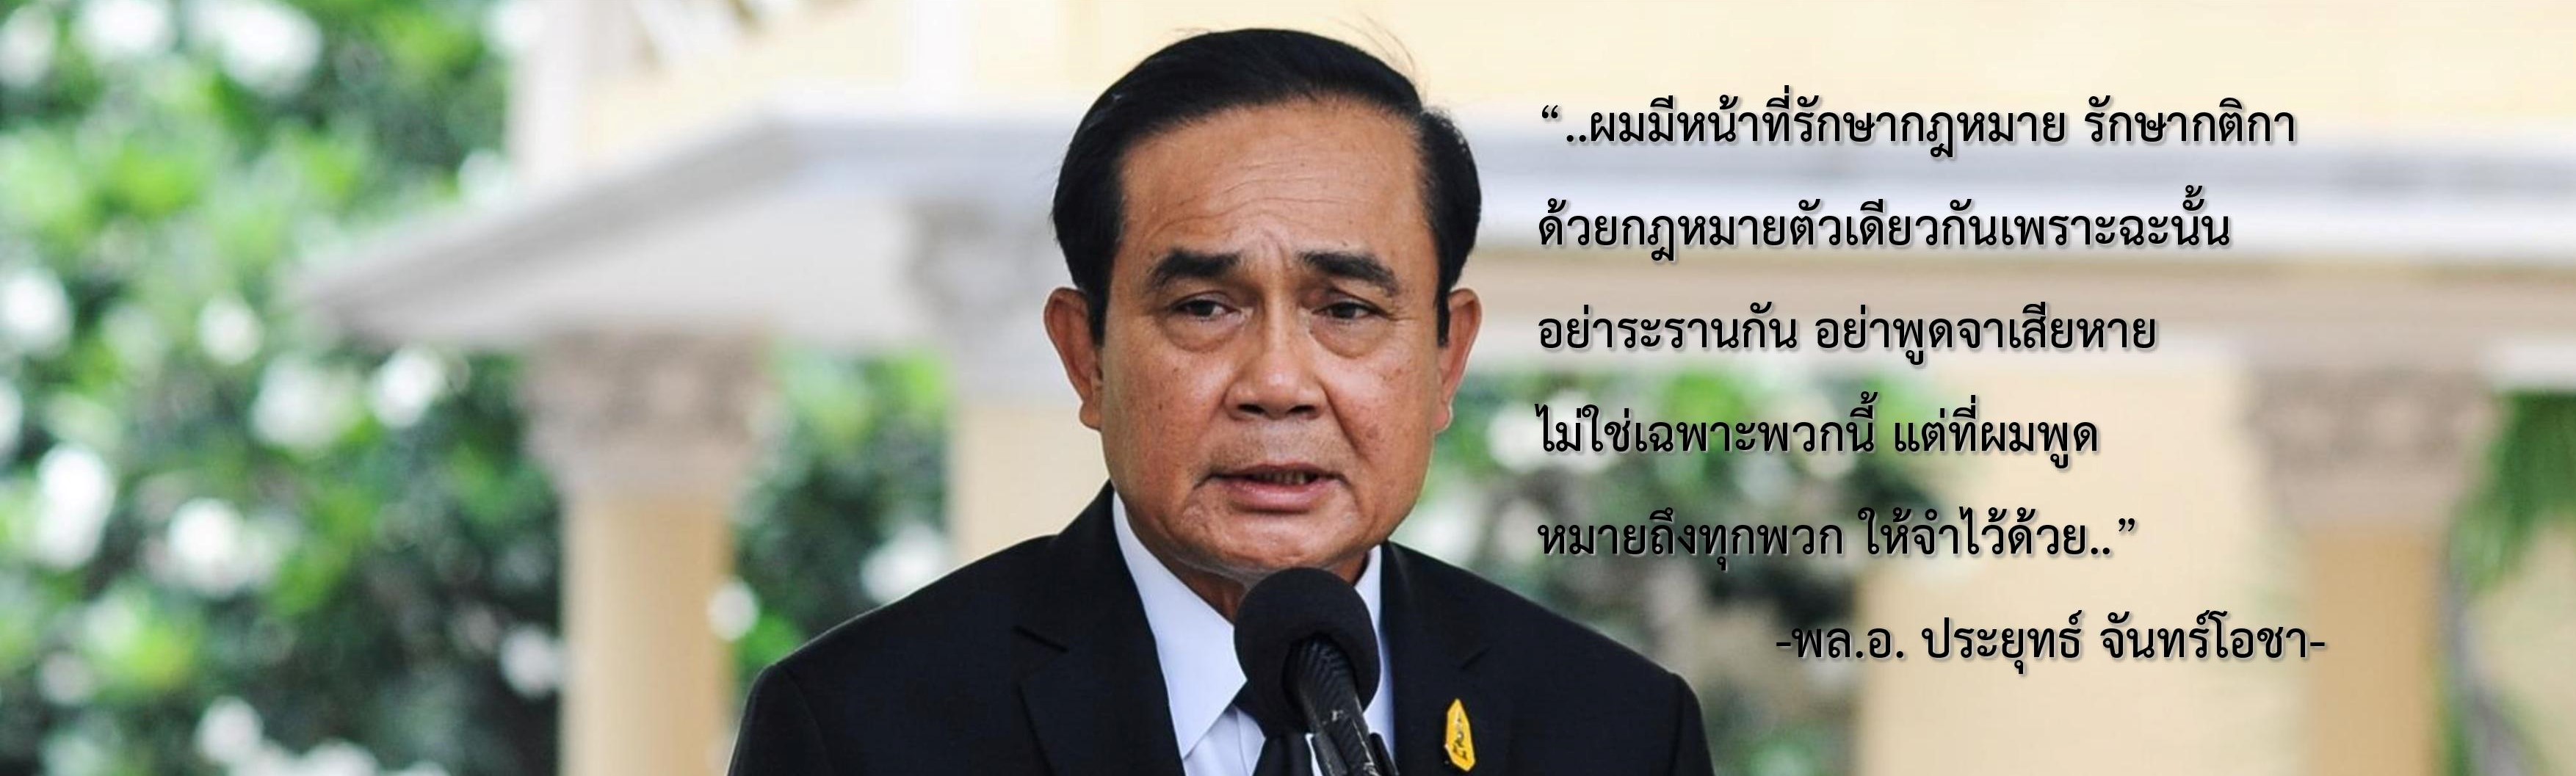 “..ผมมีหน้าที่รักษากฎหมาย รักษากติกา
ด้วยกฎหมายตัวเดียวกันเพราะฉะนั้น
อย่าระรานกัน อย่าพูดจาเสียหาย
ไม่ใช่เฉพาะพวกนี้ แต่ที่ผมพูด
หมายถึงทุกพวก ให้จำไว้ด้วย..”
-พล.อ. ประยุทธ์ จันทร์โอชา-